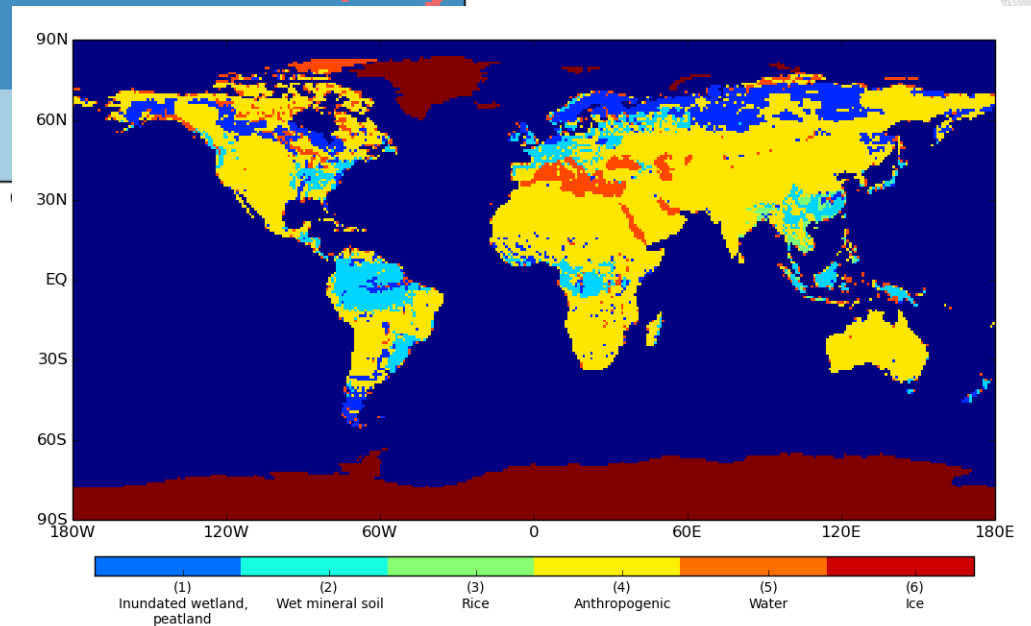 90N
60N
30N
EQ
30S
60S
90S
180W 120W 60W 0 60E 120E 180E
(1) (2) (3) (4) (5) (6)
Inundated wetland, Wet mineral soil Rice Anthropogenic Water Ice
peatland